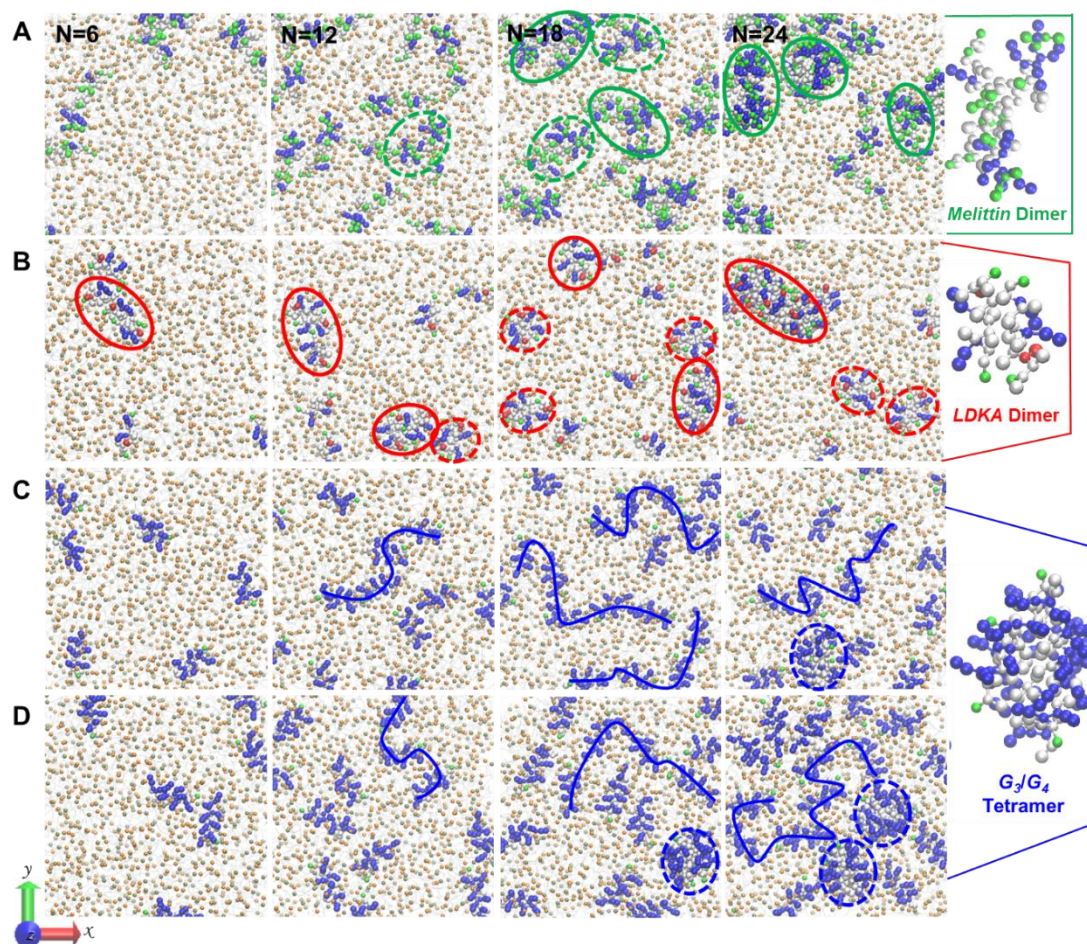 A N=6 N=12 N=18 N=24
Melittin Dimer
B
LDKA Dimer
C
D
G3/G4
Tetramer
y
z
x